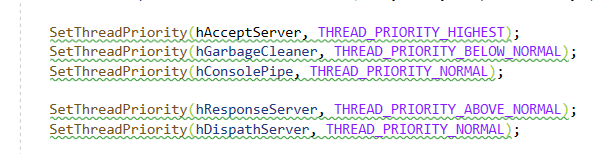 SetThreadPriority(hAcceptServer, THREAD_PRIORITY_HIGHEST);
SetThreadPriority(hGarbageCleaner, THREAD_PRIORITY_BELOW_NORMAL);
SetThreadPriority(hConsolePipe, THREAD_PRIORITY_NORMAL);
SetThreadPriority(hResponseServer, THREAD_PRIORITY_ABOVE_NORMAL);
SetThreadPriority(hDispathServer, THREAD_PRIORITY_NORMAL);